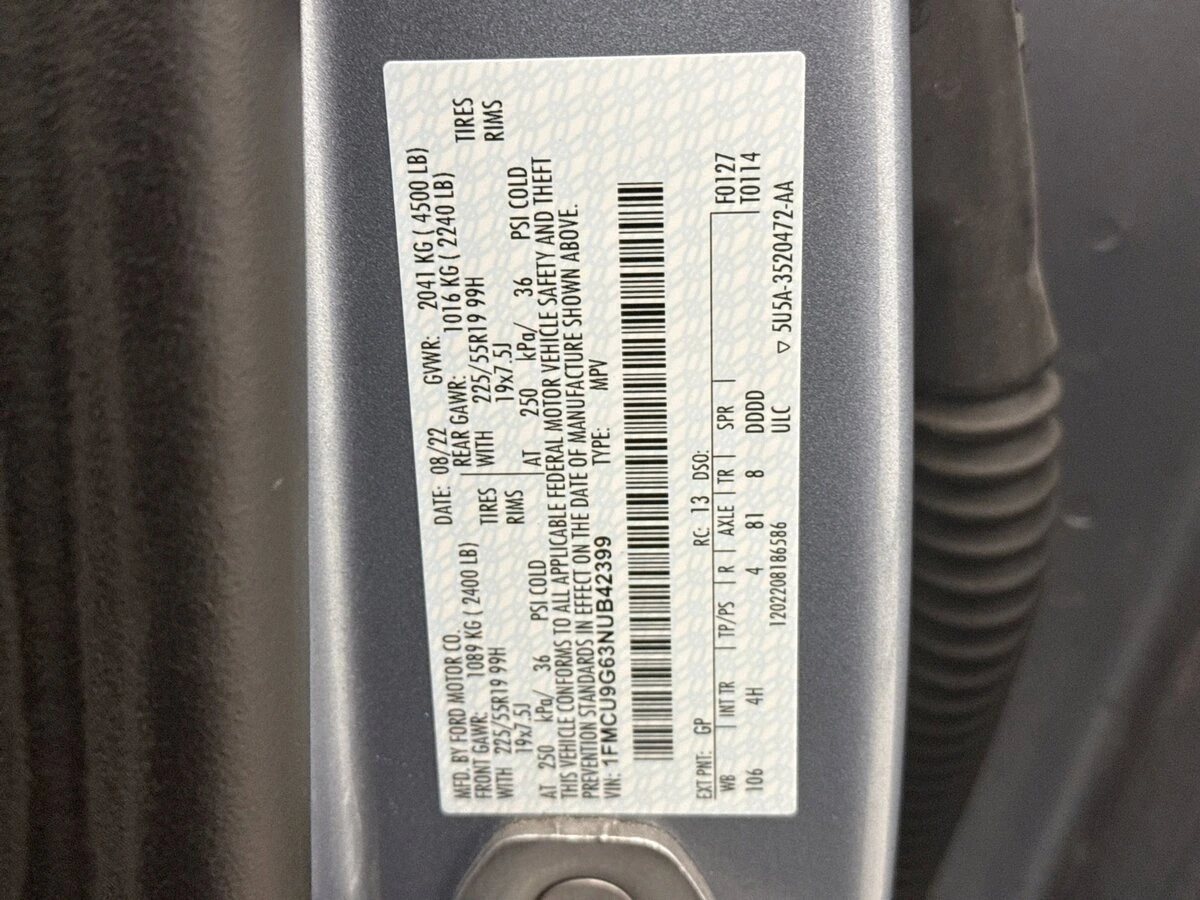 MFD. BY FORD MOTOR CO. DATE: 08/22 GVWR: 2041 KG ( 4500 LB)
FRONT GAWR: 1089 KG ( 2400 LB) REAR GAWR: 1016 KG ( 2240 LB)
WITH 225/55R19 99H TIRES WITH 225/55R19 99H TIRES
19x7.5J RIMS 19x7.5J RIMS
AT 250 kPa/ 36 PSI COLD AT 250 kPa/ 36 PSI COLD
THIS VEHICLE CONFORMS TO ALL APPLICABLE FEDERAL MOTOR VEHICLE SAFETY AND THEFT
PREVENTION STANDARDS IN EFFECT ON THE DATE OF MANUFACTURE SHOWN ABOVE.
VIN: 1FMCU9G63NUB42399 TYPE: MPV
EXT PNT: GP RC: 13 DSO: F0127
WB INT TR TP/PS R AXLE TR SPR T0114
106 4H 4 81 8 DDDD
1202208186586 ULC ▽ 5U5A-3520472-AA